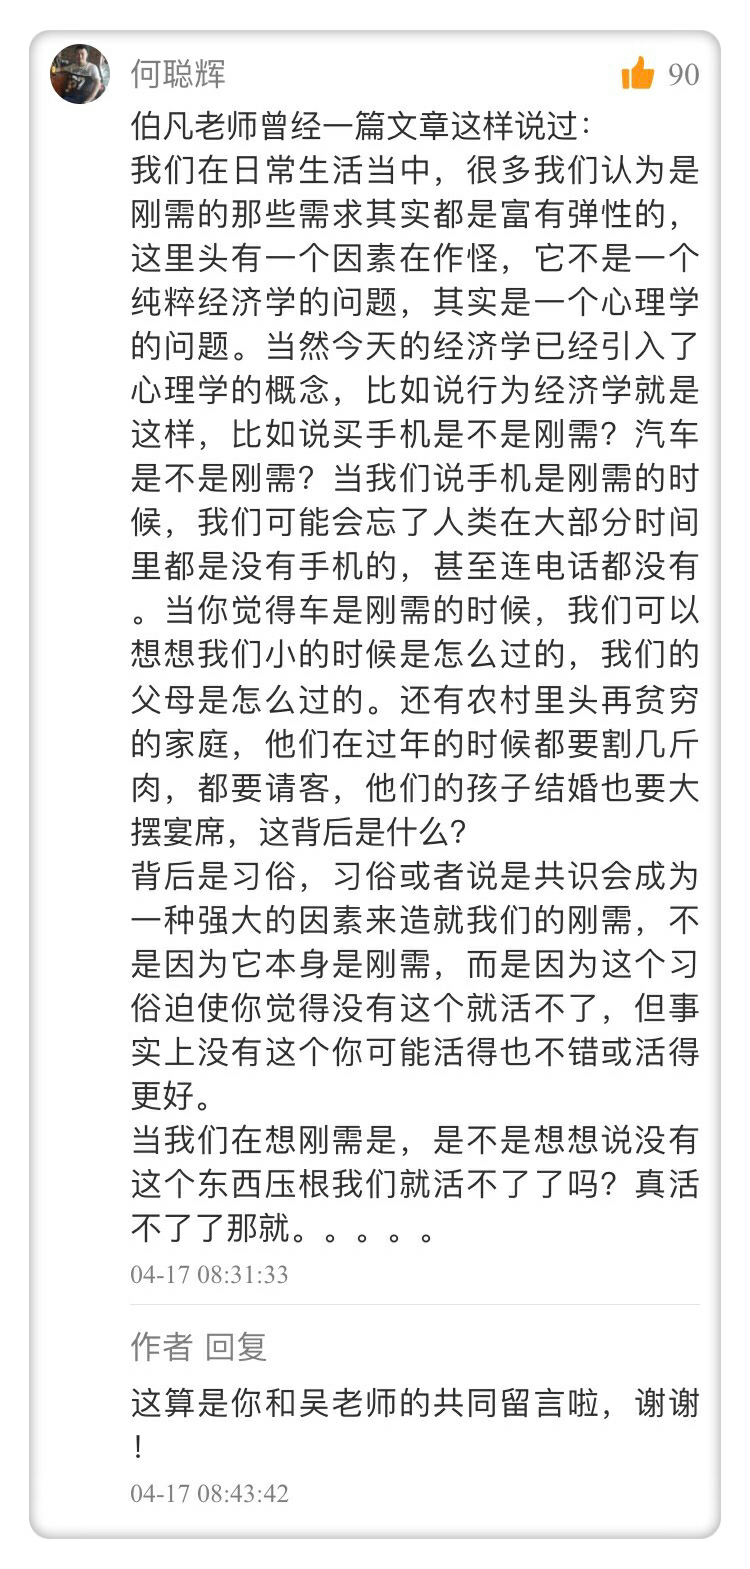 何聪辉
90
伯凡老师曾经一篇文章这样说过：
我们在日常生活当中，很多我们认为是
刚需的那些需求其实都是富有弹性的，
这里头有一个因素在作怪，它不是一个
纯粹经济学的问题，其实是一个心理学
的问题。当然今天的经济学已经引入了
心理学的概念，比如说行为经济学就是
这样，比如说买手机是不是刚需？汽车
是不是刚需？当我们说手机是刚需的时
候，我们可能会忘了人类在大部分时间
里都是没有手机的，甚至连电话都没有
。当你觉得车是刚需的时候，我们可以
想想我们小的时候是怎么过的，我们的
父母是怎么过的。还有农村里头再贫穷
的家庭，他们在过年的时候都要割几斤
肉，都要请客，他们的孩子结婚也要大
摆宴席，这背后是什么？
背后是习俗，习俗或者说是共识会成为
一种强大的因素来造就我们的刚需，不
是因为它本身是刚需，而是因为这个习
俗迫使你觉得没有这个就活不了，但事
实上没有这个你可能活得也不错或活得
更好。
当我们在想刚需是，是不是想想说没有
这个东西压根我们就活不了了吗？真活
不了了那就。。。。。
04-17 08:31:33
作者 回复
这算是你和吴老师的共同留言啦，谢谢
！
04-17 08:43:42